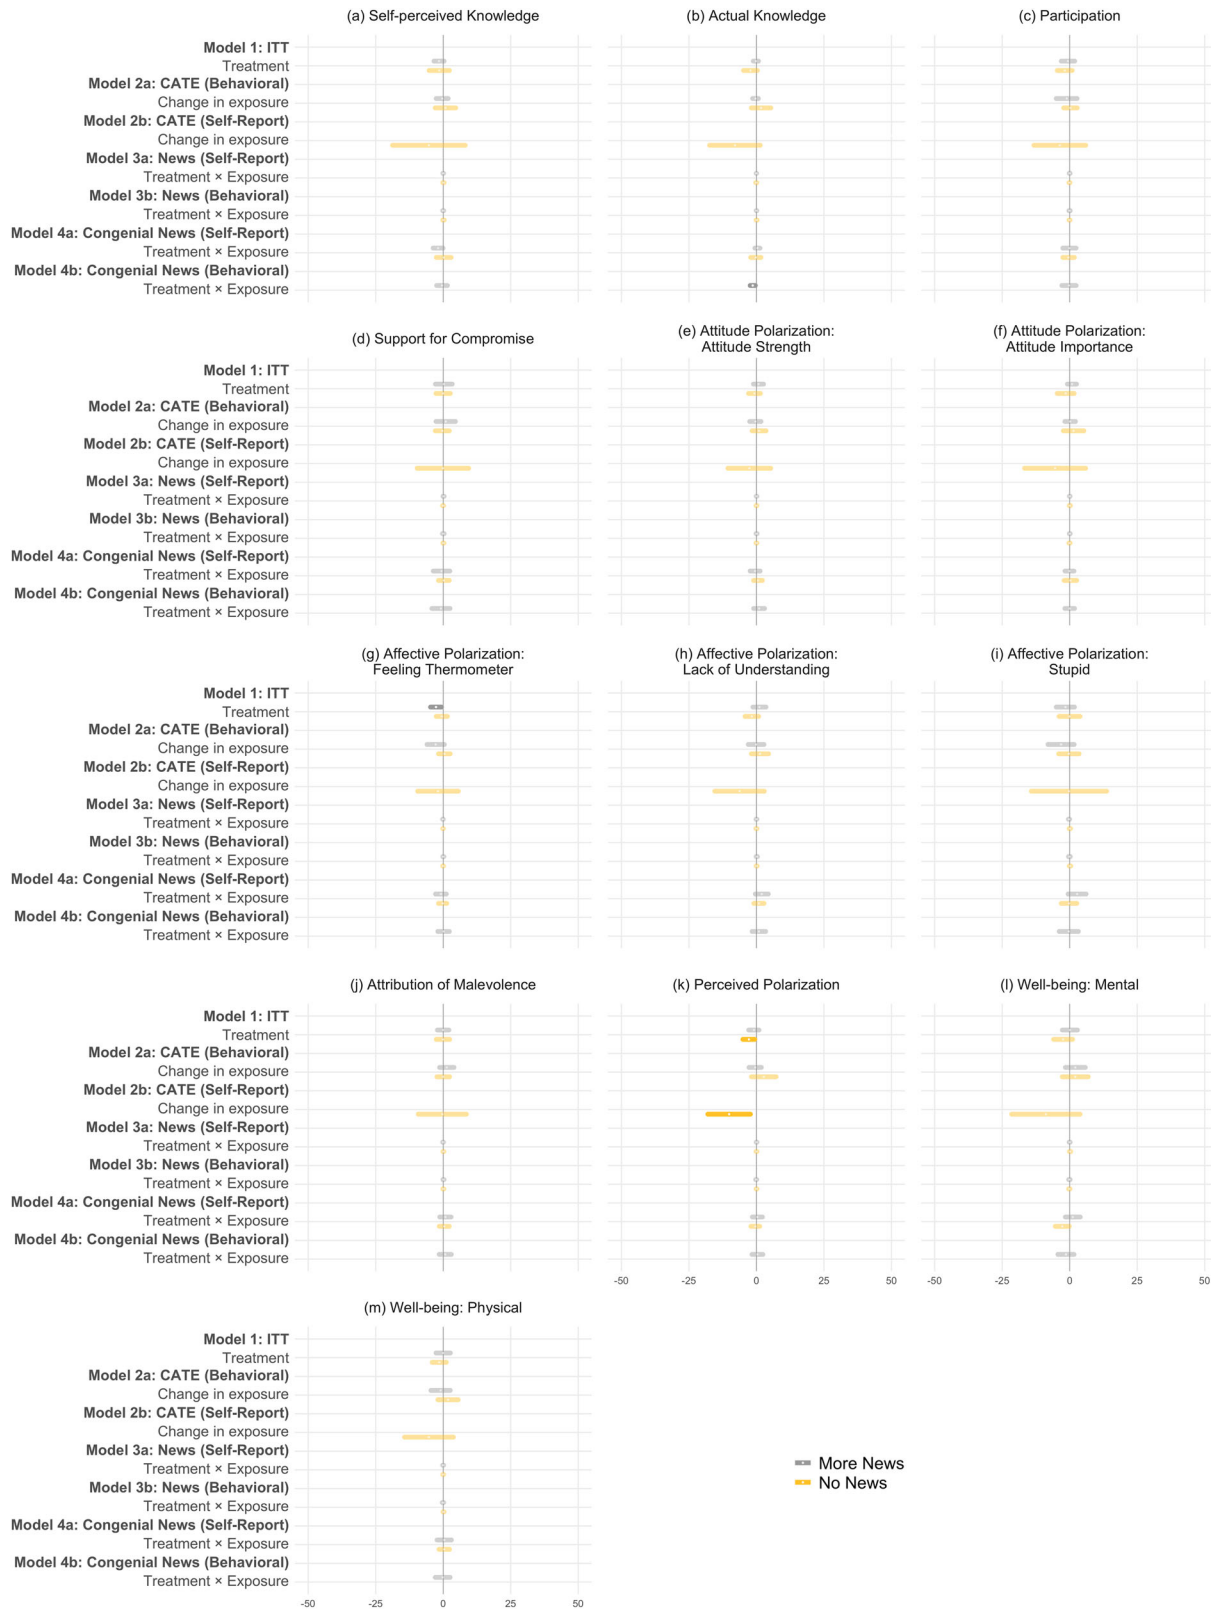 (a) Self-perceived Knowledge
(b) Actual Knowledge
(c) Participation
Model 1: ITT
Treatment
Model 2a: CATE (Behavioral)
Change in exposure
Model 2b: CATE (Self-Report)
Change in exposure
Model 3a: News (Self-Report)
Treatment × Exposure
Model 3b: News (Behavioral)
Treatment × Exposure
Model 4a: Congenial News (Self-Report)
Treatment × Exposure
Model 4b: Congenial News (Behavioral)
Treatment × Exposure
(d) Support for Compromise
(e) Attitude Polarization:
Attitude Strength
(f) Attitude Polarization:
Attitude Importance
Model 1: ITT
Treatment
Model 2a: CATE (Behavioral)
Change in exposure
Model 2b: CATE (Self-Report)
Change in exposure
Model 3a: News (Self-Report)
Treatment × Exposure
Model 3b: News (Behavioral)
Treatment × Exposure
Model 4a: Congenial News (Self-Report)
Treatment × Exposure
Model 4b: Congenial News (Behavioral)
Treatment × Exposure
(g) Affective Polarization:
Feeling Thermometer
(h) Affective Polarization:
Lack of Understanding
(i) Affective Polarization:
Stupid
Model 1: ITT
Treatment
Model 2a: CATE (Behavioral)
Change in exposure
Model 2b: CATE (Self-Report)
Change in exposure
Model 3a: News (Self-Report)
Treatment × Exposure
Model 3b: News (Behavioral)
Treatment × Exposure
Model 4a: Congenial News (Self-Report)
Treatment × Exposure
Model 4b: Congenial News (Behavioral)
Treatment × Exposure
(j) Attribution of Malevolence
(k) Perceived Polarization
(l) Well-being: Mental
Model 1: ITT
Treatment
Model 2a: CATE (Behavioral)
Change in exposure
Model 2b: CATE (Self-Report)
Change in exposure
Model 3a: News (Self-Report)
Treatment × Exposure
Model 3b: News (Behavioral)
Treatment × Exposure
Model 4a: Congenial News (Self-Report)
Treatment × Exposure
Model 4b: Congenial News (Behavioral)
Treatment × Exposure
-50 -25 0 25 50
-50 -25 0 25 50
(m) Well-being: Physical
Model 1: ITT
Treatment
Model 2a: CATE (Behavioral)
Change in exposure
Model 2b: CATE (Self-Report)
Change in exposure
Model 3a: News (Self-Report)
Treatment × Exposure
Model 3b: News (Behavioral)
Treatment × Exposure
Model 4a: Congenial News (Self-Report)
Treatment × Exposure
Model 4b: Congenial News (Behavioral)
Treatment × Exposure
-50 -25 0 25 50
More News
No News